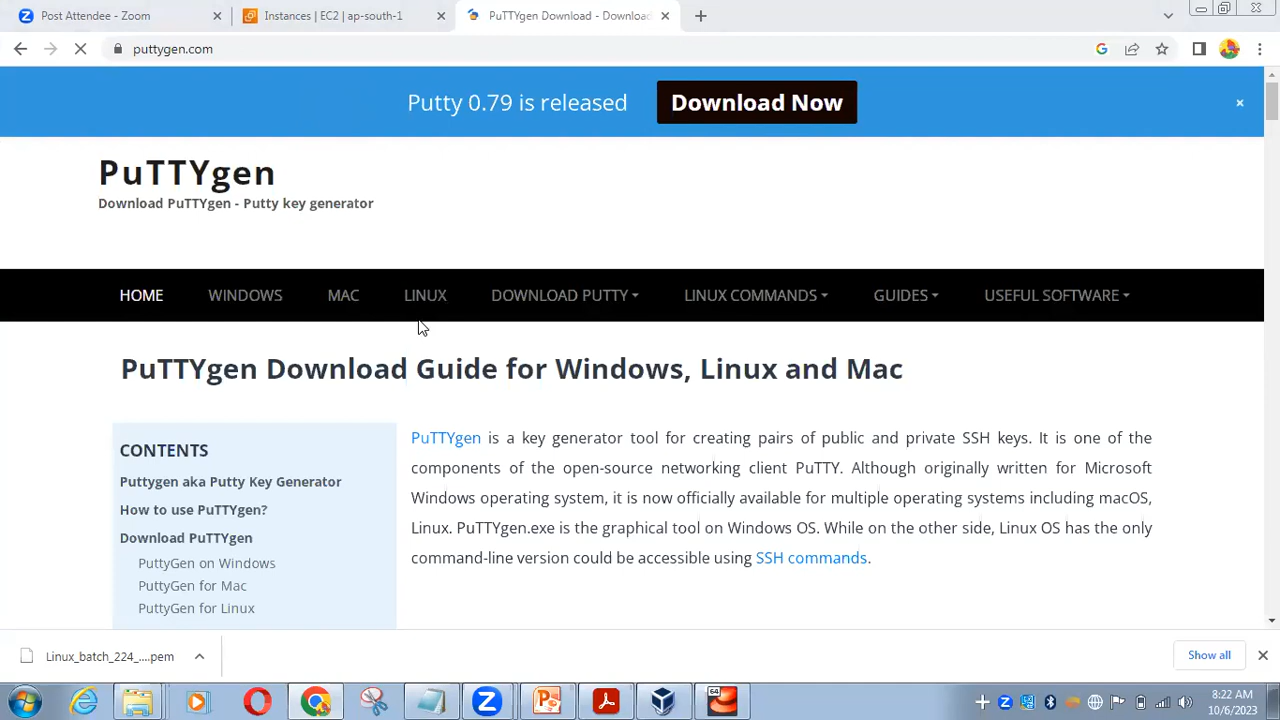 Post Attendee - Zoom
Instances | EC2 | ap-south-1
PuTTYgen Download - Download
puttygen.com
Putty 0.79 is released
Download Now
PuTTYgen
Download PuTTYgen - Putty key generator
HOME WINDOWS MAC LINUX DOWNLOAD PUTTY LINUX COMMANDS GUIDES USEFUL SOFTWARE
PuTTYgen Download Guide for Windows, Linux and Mac
CONTENTS
Puttygen aka Putty Key Generator
How to use PuTTYgen?
Download PuTTYgen
PuttyGen on Windows
PuttyGen for Mac
PuttyGen for Linux
PuTTYgen is a key generator tool for creating pairs of public and private SSH keys. It is one of the
components of the open-source networking client PuTTY. Although originally written for Microsoft
Windows operating system, it is now officially available for multiple operating systems including macOS,
Linux. PuTTYgen.exe is the graphical tool on Windows OS. While on the other side, Linux OS has the only
command-line version could be accessible using SSH commands.
Linux_batch_224_....pem
Show all
64
8:22 AM
10/6/2023